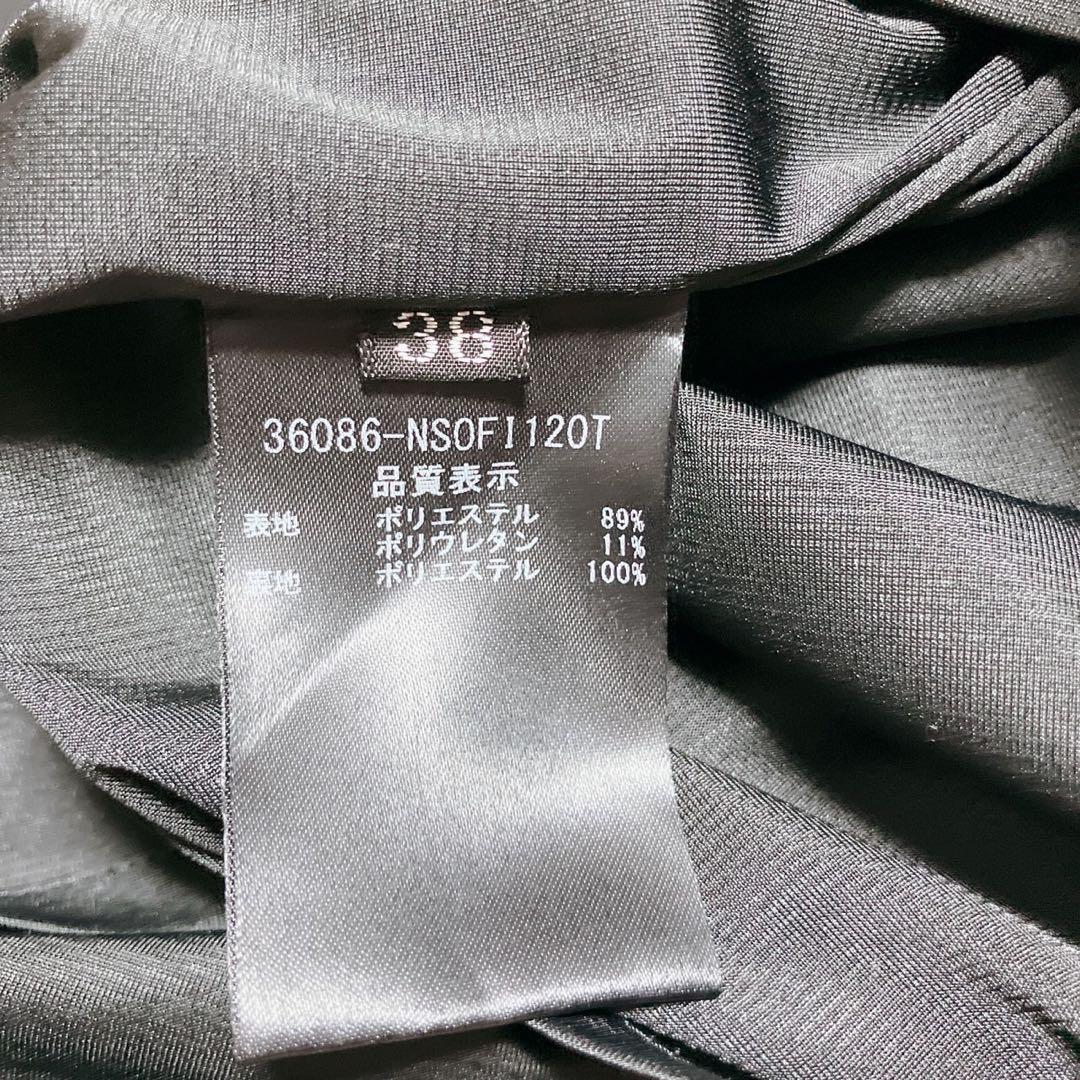 38
36086-NSOFI120T
品質表示
表地 ポリエステル 89%
ポリウレタン 11%
裏地 ポリエステル 100%